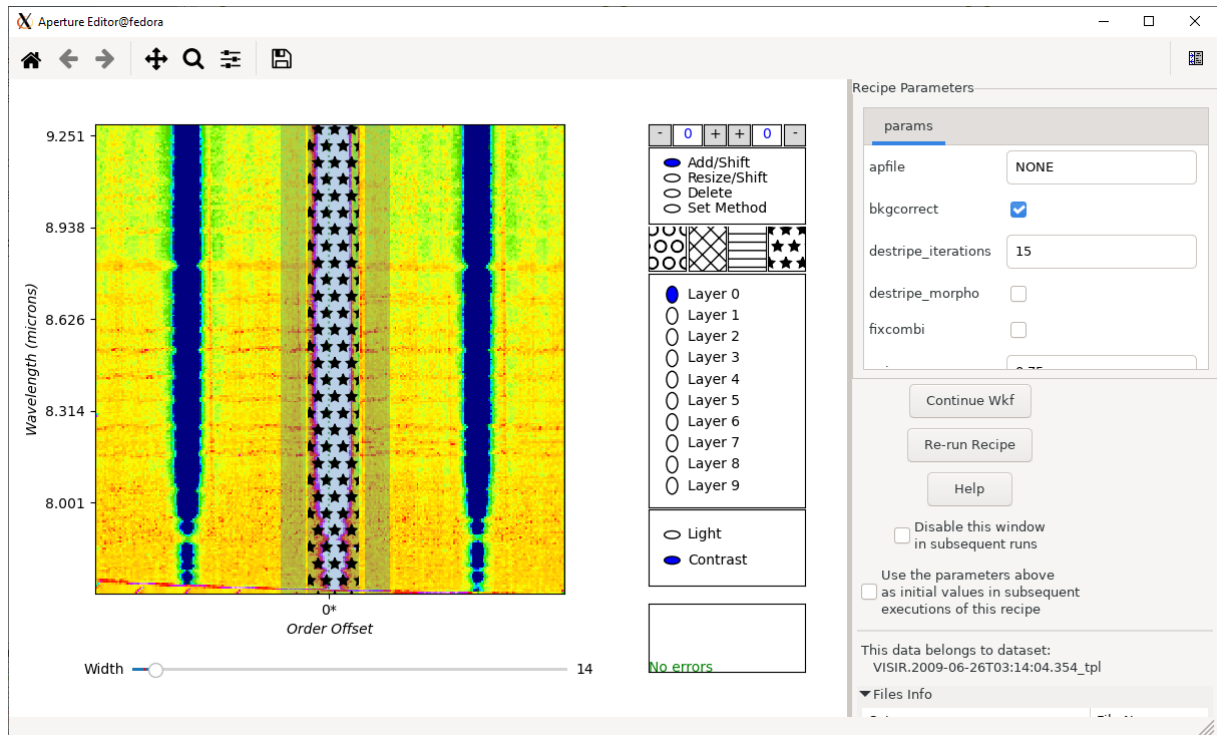 Aperture Editor@fedora
9.251
8.938
8.626
8.314
8.001
Wavelength (microns)
0*
Order Offset
Width
14
- 0 + + 0 -
Add/Shift
Resize/Shift
Delete
Set Method
Layer 0
Layer 1
Layer 2
Layer 3
Layer 4
Layer 5
Layer 6
Layer 7
Layer 8
Layer 9
Light
Contrast
No errors
Recipe Parameters
params
apfile NONE
bkgcorrect
destripe_iterations 15
destripe_morpho
fixcombi
Continue Wkf
Re-run Recipe
Help
Disable this window
in subsequent runs
Use the parameters above
as initial values in subsequent
executions of this recipe
This data belongs to dataset:
VISIR.2009-06-26T03:14:04.354_tpl
Files Info